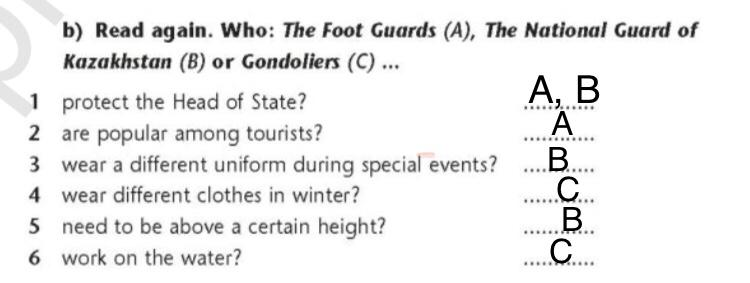 b) Read again. Who: The Foot Guards (A), The National Guard of
Kazakhstan (B) or Gondoliers (C) ...
1 protect the Head of State? A, B
2 are popular among tourists? A
3 wear a different uniform during special events? B
4 wear different clothes in winter? C
5 need to be above a certain height? B
6 work on the water? C